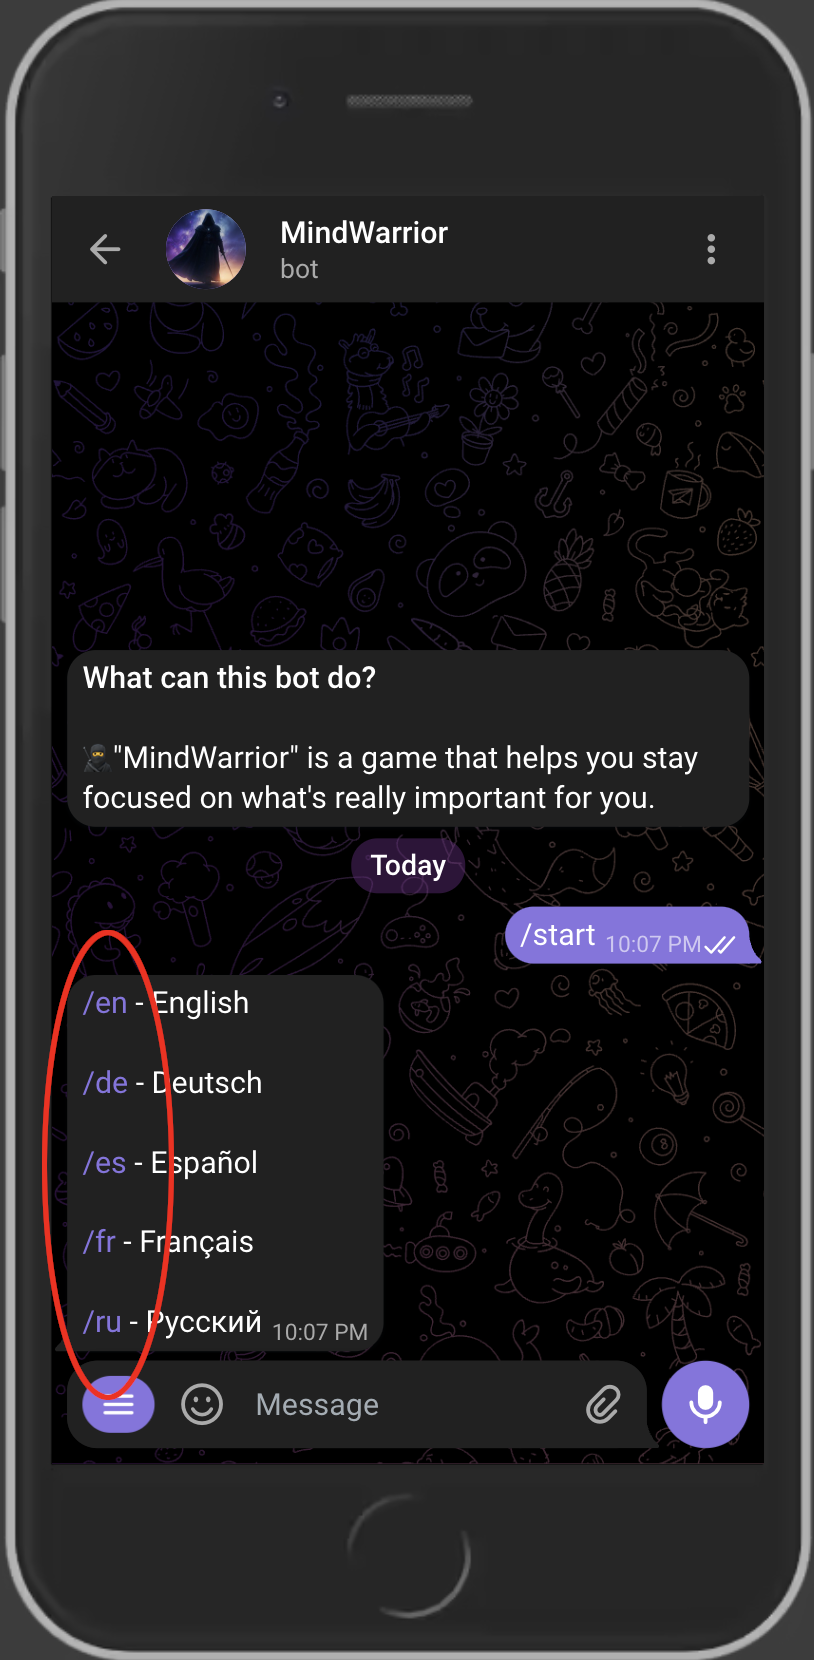 MindWarrior
bot
What can this bot do?
🥷"MindWarrior" is a game that helps you stay
focused on what's really important for you.
Today
/start 10:07 PM
/en - English
/de - Deutsch
/es - Español
/fr - Français
/ru - Русский 10:07 PM
Message